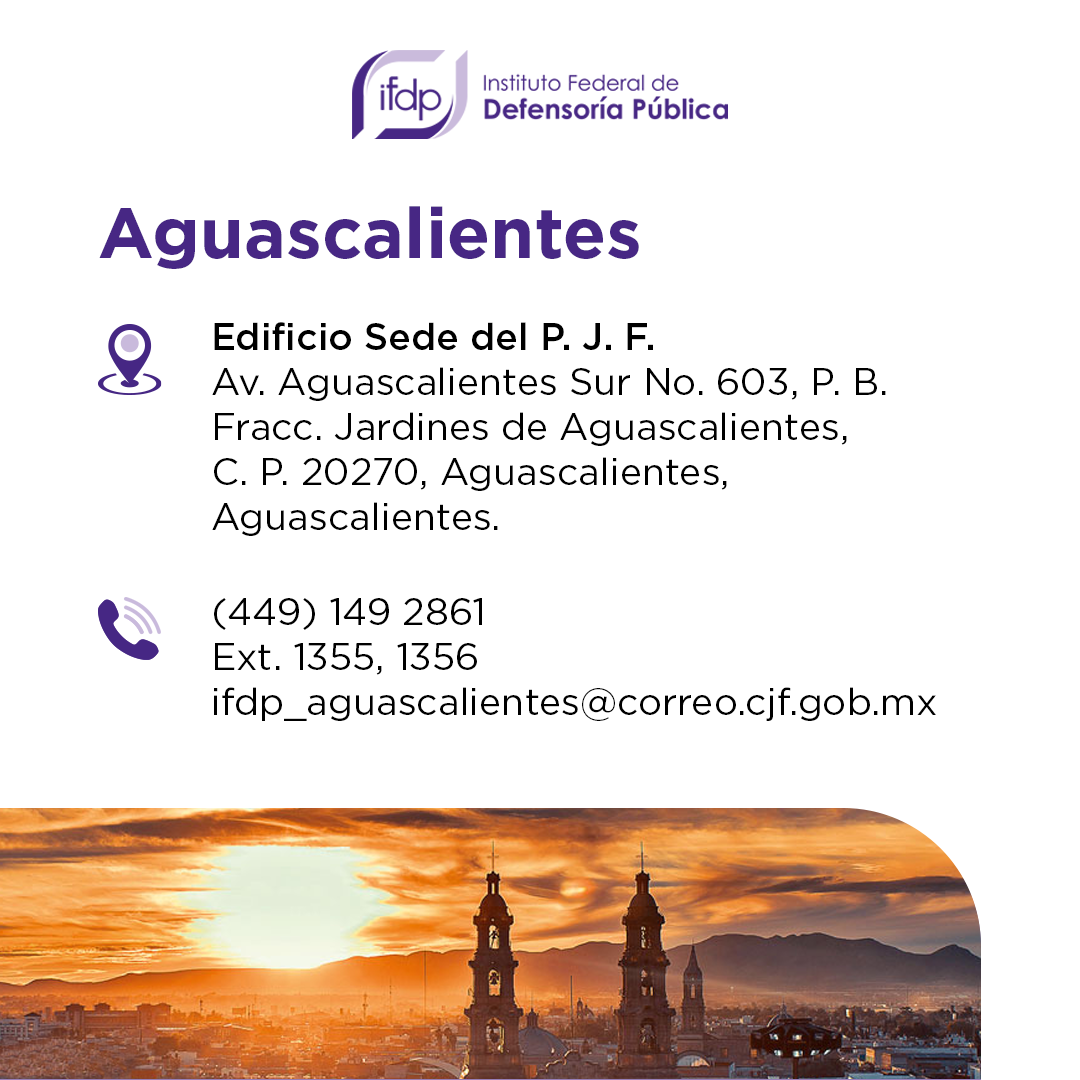 ifdp
Instituto Federal de
Defensoría Pública
Aguascalientes
Edificio Sede del P. J. F.
Av. Aguascalientes Sur No. 603, P. B.
Fracc. Jardines de Aguascalientes,
C. P. 20270, Aguascalientes,
Aguascalientes.
(449) 149 2861
Ext. 1355, 1356
ifdp_aguascalientes@correo.cjf.gob.mx